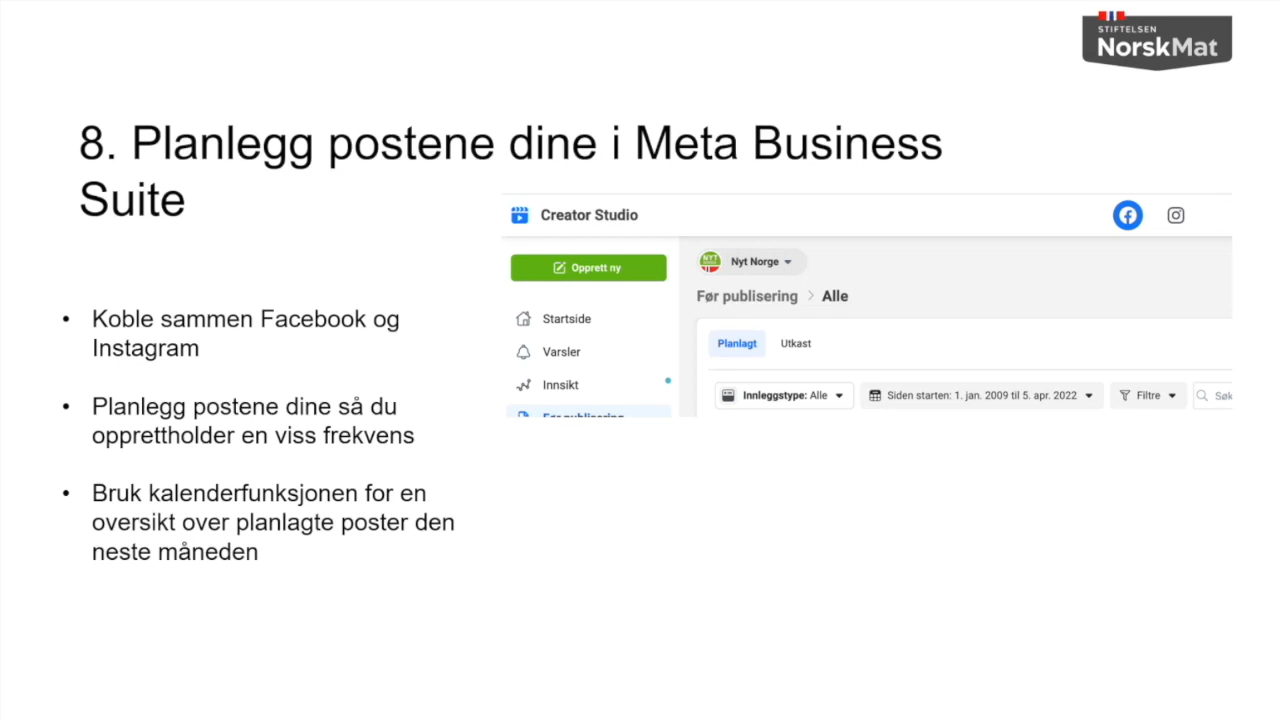 STIFTELSEN
NorskMat
8. Planlegg postene dine i Meta Business
Suite
• Koble sammen Facebook og
Instagram
• Planlegg postene dine så du
opprettholder en viss frekvens
• Bruk kalenderfunksjonen for en
oversikt over planlagte poster den
neste måneden
Creator Studio
Opprett ny
Startside
Varsler
Innsikt
Før publisering
NYT
Nyt Norge
Før publisering > Alle
Planlagt Utkast
Innleggstype: Alle Siden starten: 1. jan. 2009 til 5. apr. 2022 Filtre Søk